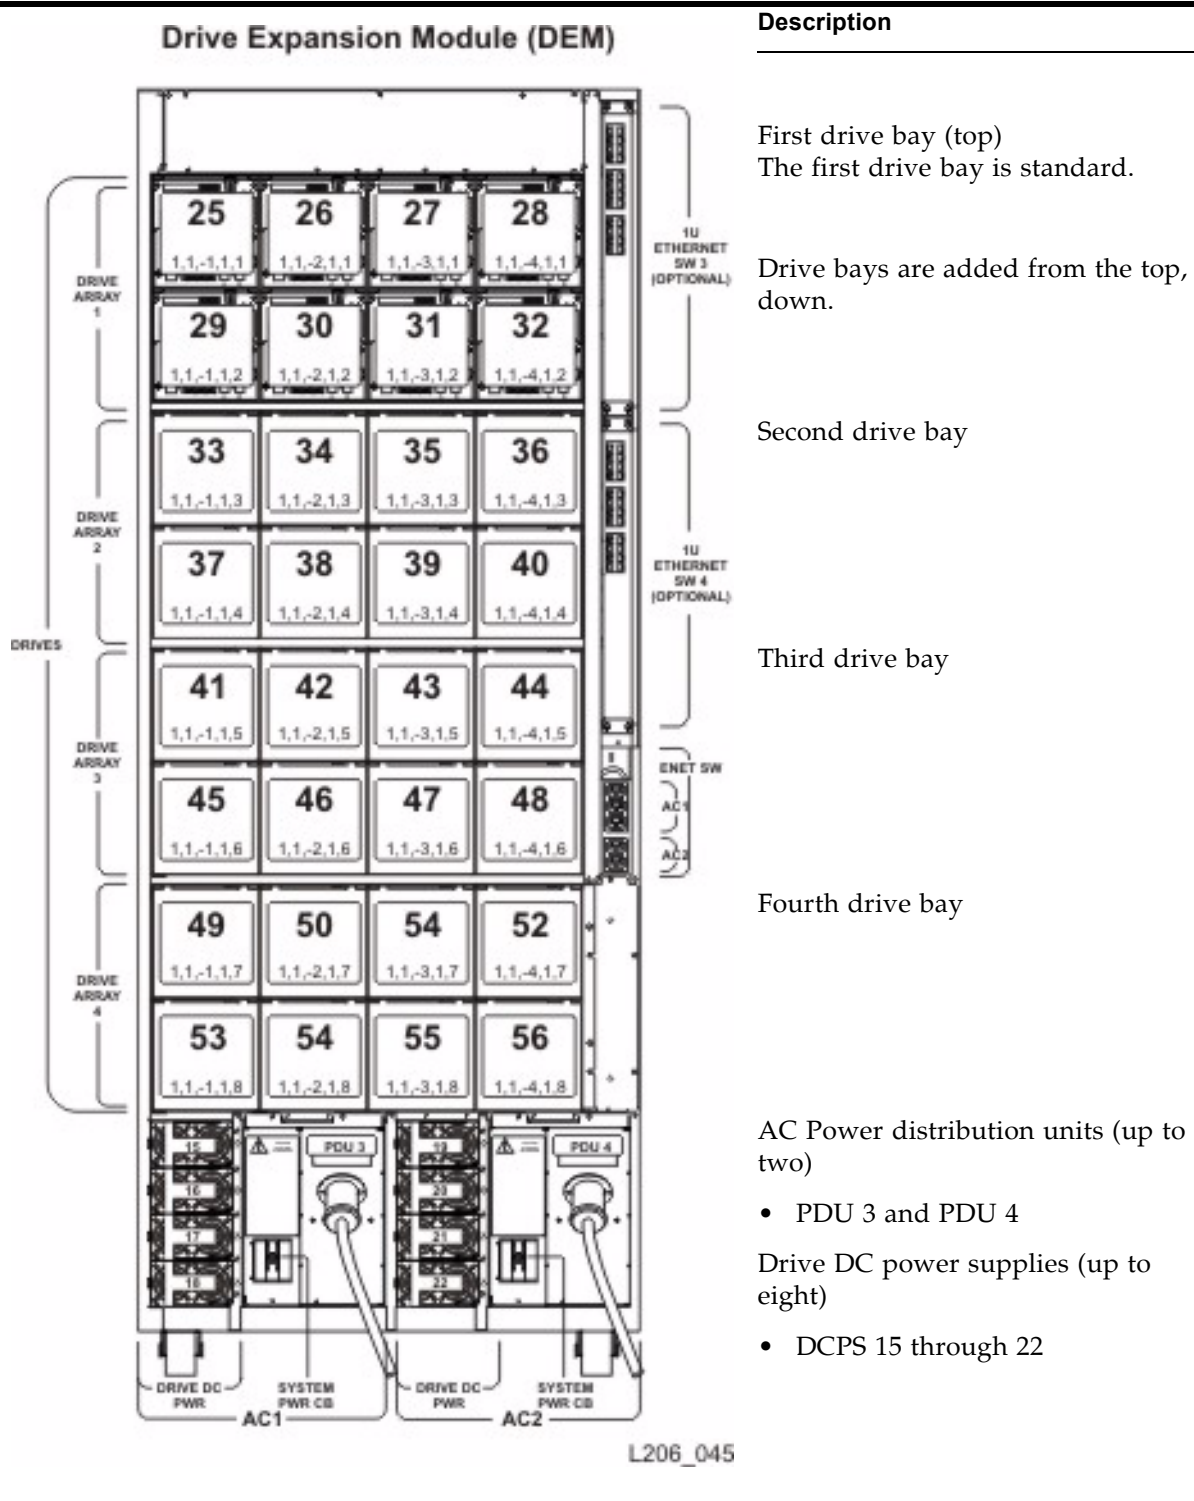 Drive Expansion Module (DEM)
Description
First drive bay (top)
The first drive bay is standard.
Drive bays are added from the top,
down.
Second drive bay
Third drive bay
Fourth drive bay
AC Power distribution units (up to
two)
• PDU 3 and PDU 4
Drive DC power supplies (up to
eight)
• DCPS 15 through 22
DRIVES
DRIVE
ARRAY
1
25 26 27 28
1,1,-1,1,1 1,1,-2,1,1 1,1,-3,1,1 1,1,-4,1,1
29 30 31 32
1,1,-1,1,2 1,1,-2,1,2 1,1,-3,1,2 1,1,-4,1,2
DRIVE
ARRAY
2
33 34 35 36
1,1,-1,1,3 1,1,-2,1,3 1,1,-3,1,3 1,1,-4,1,3
37 38 39 40
1,1,-1,1,4 1,1,-2,1,4 1,1,-3,1,4 1,1,-4,1,4
DRIVE
ARRAY
3
41 42 43 44
1,1,-1,1,5 1,1,-2,1,5 1,1,-3,1,5 1,1,-4,1,5
45 46 47 48
1,1,-1,1,6 1,1,-2,1,6 1,1,-3,1,6 1,1,-4,1,6
DRIVE
ARRAY
4
49 50 54 52
1,1,-1,1,7 1,1,-2,1,7 1,1,-3,1,7 1,1,-4,1,7
53 54 55 56
1,1,-1,1,8 1,1,-2,1,8 1,1,-3,1,8 1,1,-4,1,8
1U
ETHERNET
SW 3
(OPTIONAL)
1U
ETHERNET
SW 4
(OPTIONAL)
ENET SW
AC1
AC2
15
16
17
18
PDU 3
19
20
21
22
PDU 4
DRIVE DC
PWR
SYSTEM
PWR CB
AC1
DRIVE DC
PWR
SYSTEM
PWR CB
AC2
L206_045